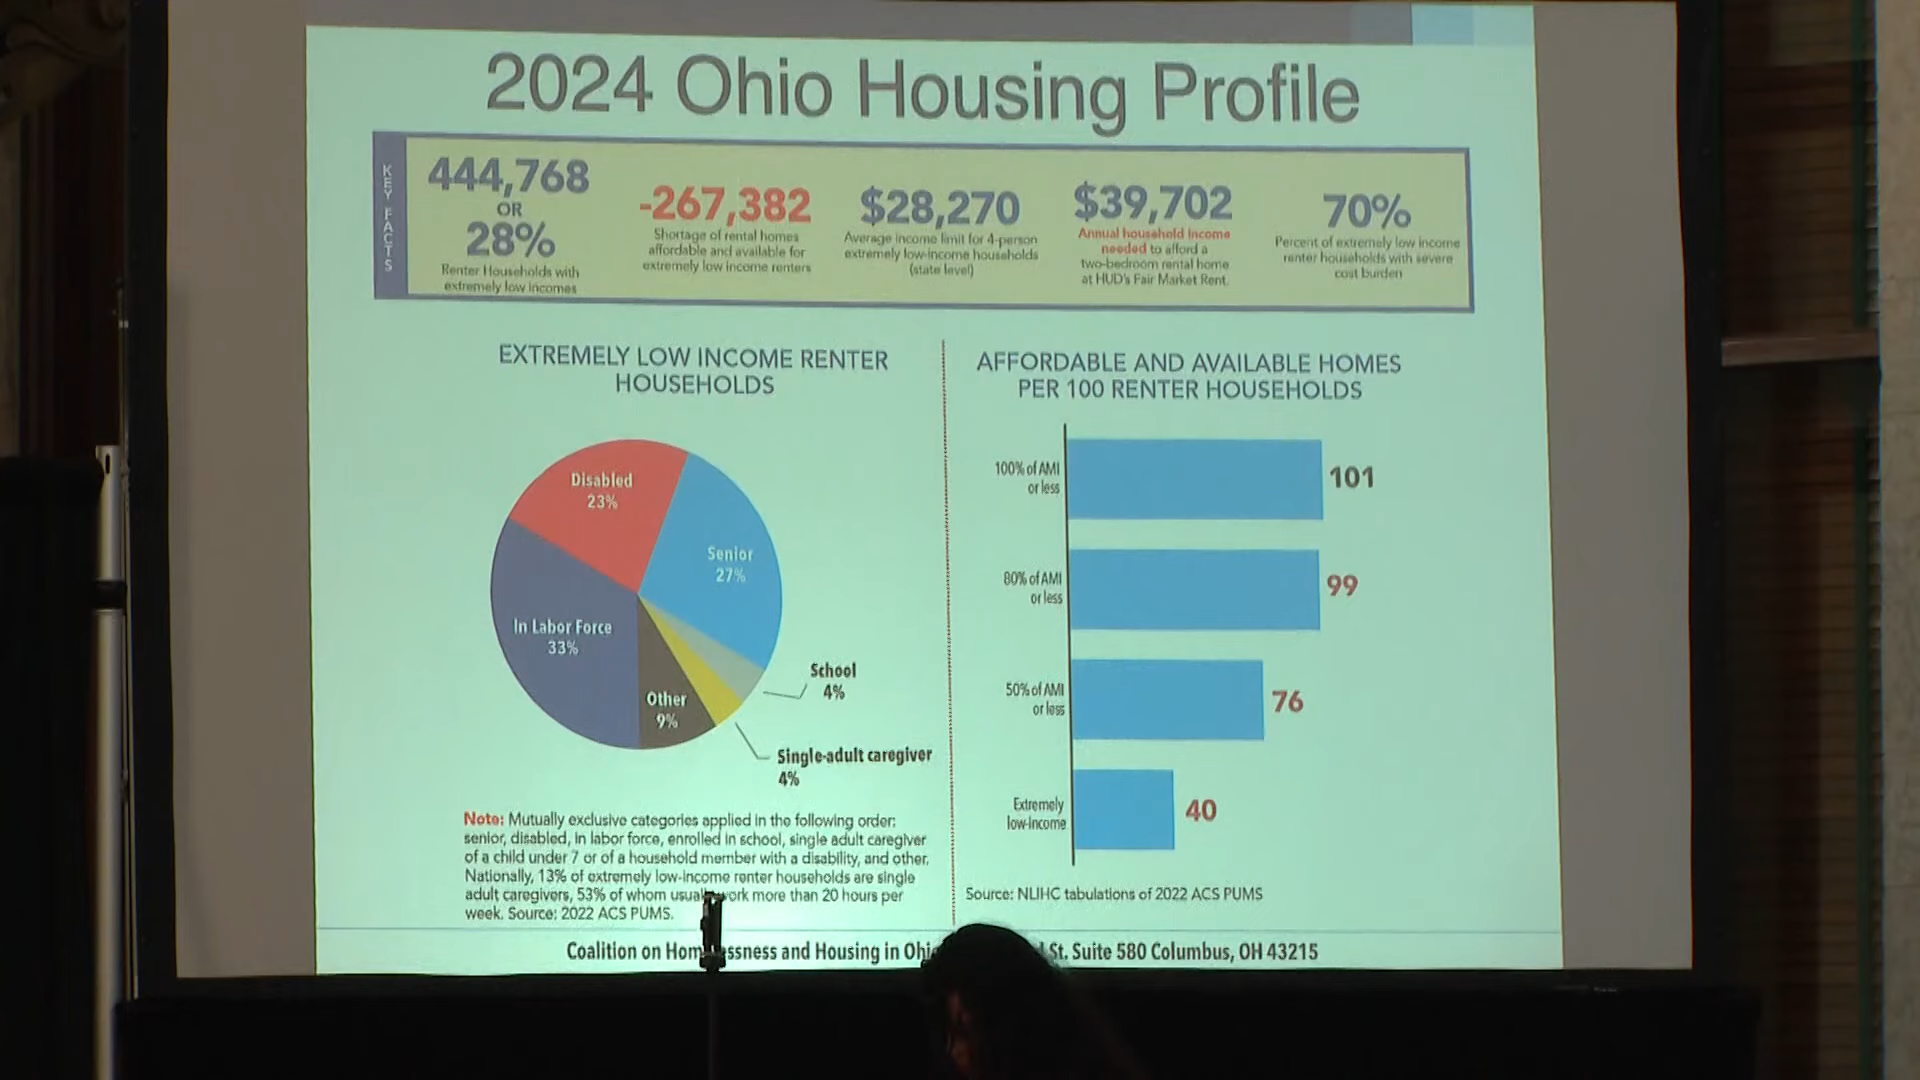 2024 Ohio Housing Profile
KEY FACTS
444,768
OR
28%
Renter Households with
extremely low incomes
-267,382
Shortage of rental homes
affordable and available for
extremely low income renters
$28,270
Average income limit for 4-person
extremely low-income households
(state level)
$39,702
Annual household income
needed to afford a
two-bedroom rental home
at HUD's Fair Market Rent.
70%
Percent of extremely low income
renter households with severe
cost burden
EXTREMELY LOW INCOME RENTER
HOUSEHOLDS
Disabled
23%
Senior
27%
In Labor Force
33%
Other
9%
School
4%
Single-adult caregiver
4%
Note: Mutually exclusive categories applied in the following order:
senior, disabled, in labor force, enrolled in school, single adult caregiver
of a child under 7 or of a household member with a disability, and other.
Nationally, 13% of extremely low-income renter households are single
adult caregivers, 53% of whom work more than 20 hours per
week. Source: 2022 ACS PUMS.
AFFORDABLE AND AVAILABLE HOMES
PER 100 RENTER HOUSEHOLDS
100% of AMI
or less
101
80% of AMI
or less
99
50% of AMI
or less
76
Extremely
low-income
40
Source: NLIHC tabulations of 2022 ACS PUMS
Coalition on and Housing in St. Suite 580 Columbus, OH 43215